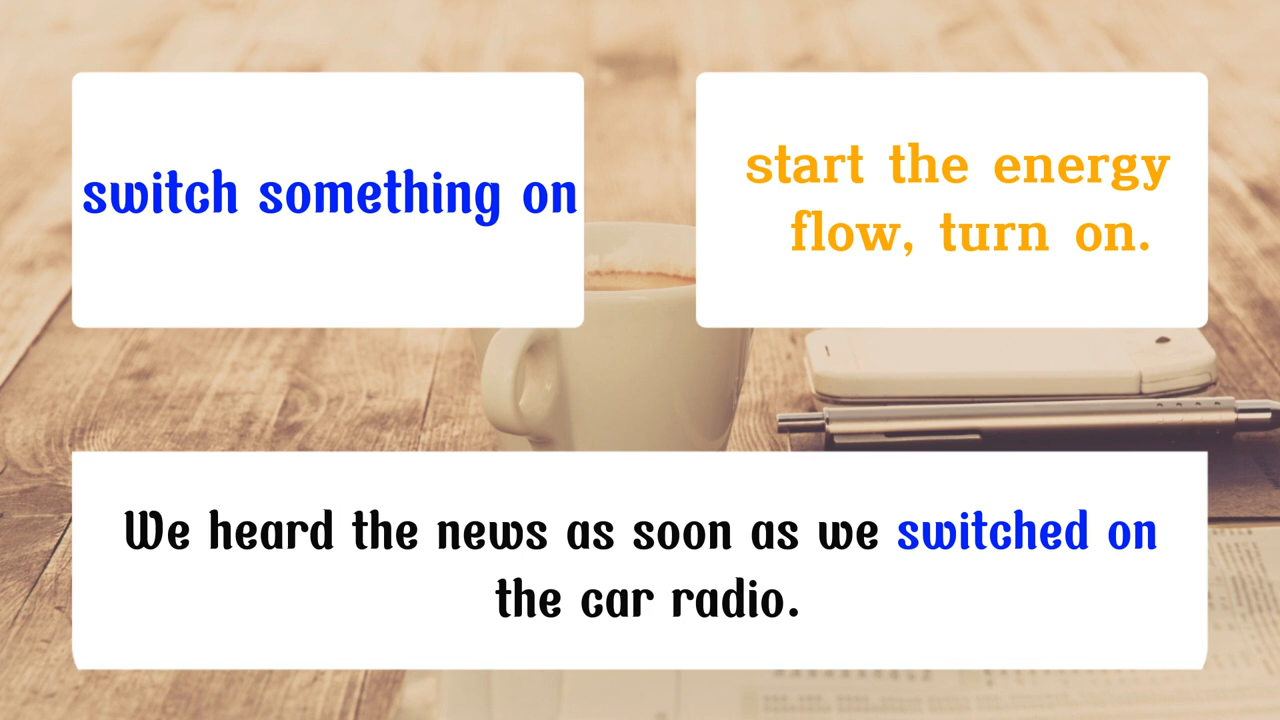 switch something on
start the energy
flow, turn on.
We heard the news as soon as we switched on
the car radio.